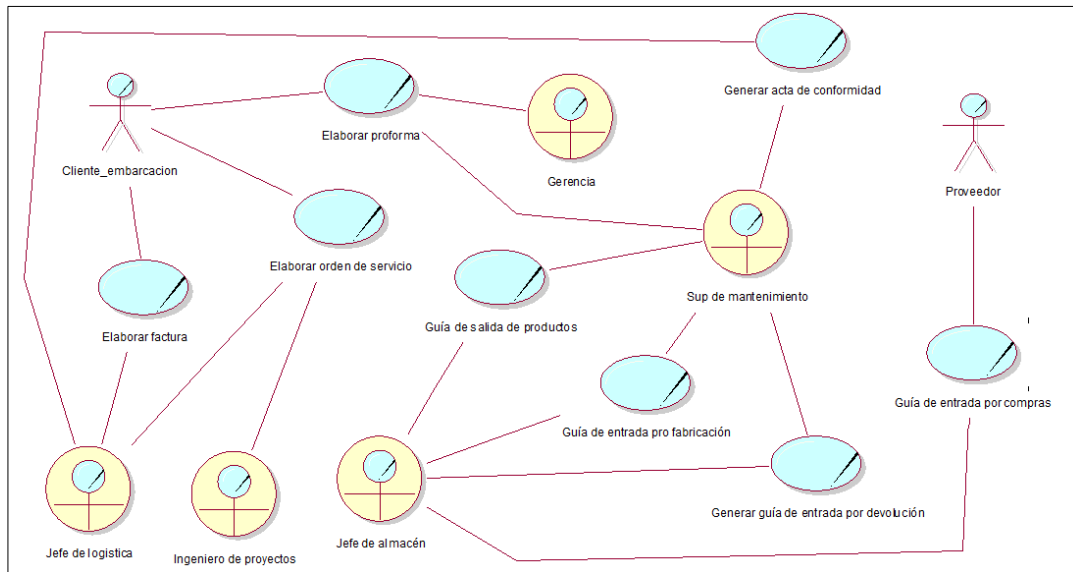 Generar acta de conformidad
Elaborar proforma
Cliente_embarcacion
Gerencia
Proveedor
Elaborar orden de servicio
Sup de mantenimiento
Guía de salida de productos
Elaborar factura
Guía de entrada por compras
Guía de entrada pro fabricación
Generar guía de entrada por devolución
Jefe de logistica
Ingeniero de proyectos
Jefe de almacén